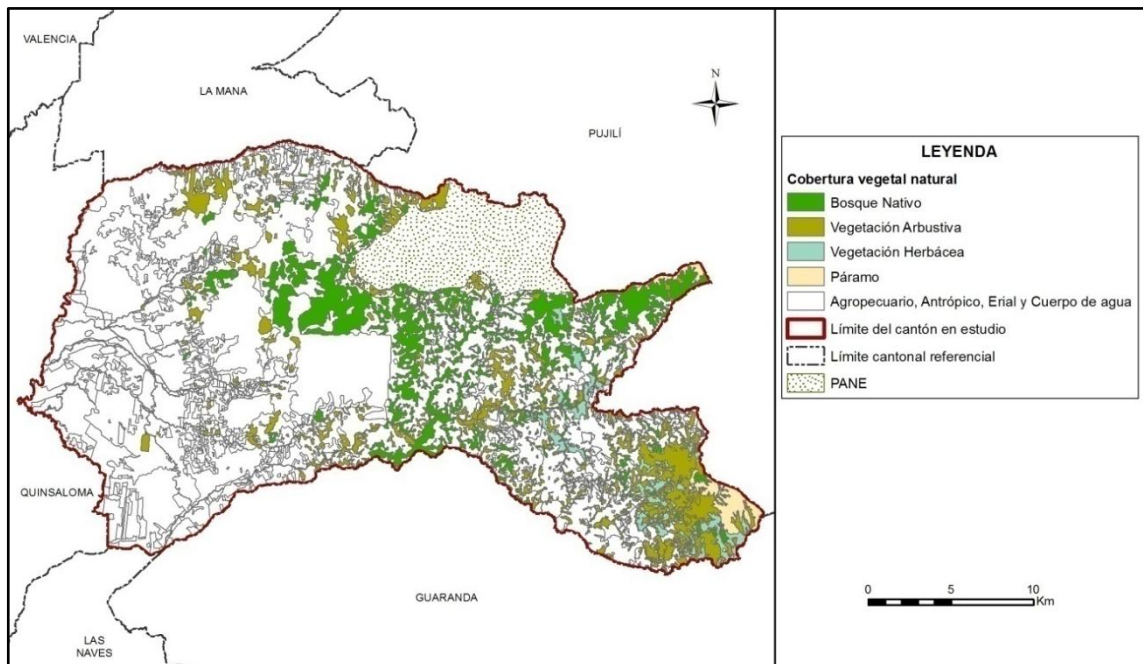 VALENCIA
LA MANA
N
PUJILÍ
QUINSALOMA
GUARANDA
LAS
NAVES
LEYENDA
Cobertura vegetal natural
Bosque Nativo
Vegetación Arbustiva
Vegetación Herbácea
Páramo
Agropecuario, Antrópico, Erial y Cuerpo de agua
Límite del cantón en estudio
Límite cantonal referencial
PANE
0 5 10
Km